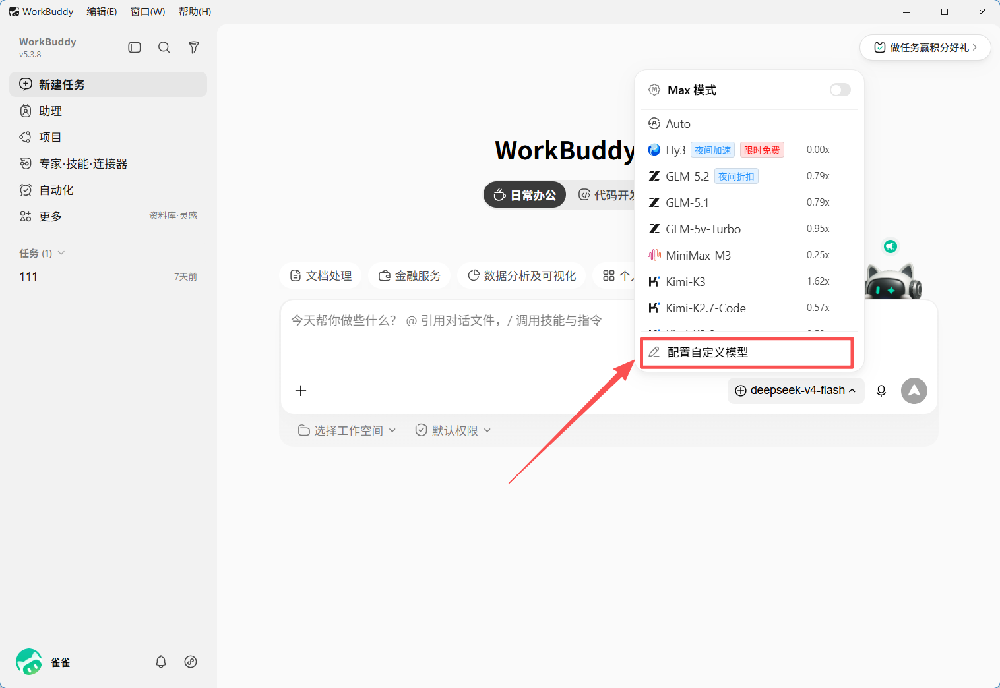 WorkBuddy 编辑(E) 窗口(W) 帮助(H)
WorkBuddy
v5.3.8
新建任务
助理
项目
专家·技能·连接器
自动化
更多 资料库·灵感
任务 (1)
111 7天前
雀雀
做任务赢积分好礼
WorkBuddy
日常办公 代码开发
文档处理 金融服务 数据分析及可视化 个
今天帮你做些什么？ @ 引用对话文件，/ 调用技能与指令
Max 模式
Auto
Hy3 夜间加速 限时免费 0.00x
GLM-5.2 夜间折扣 0.79x
GLM-5.1 0.79x
GLM-5v-Turbo 0.95x
MiniMax-M3 0.25x
Kimi-K3 1.62x
Kimi-K2.7-Code 0.57x
配置自定义模型
deepseek-v4-flash
选择工作空间 默认权限